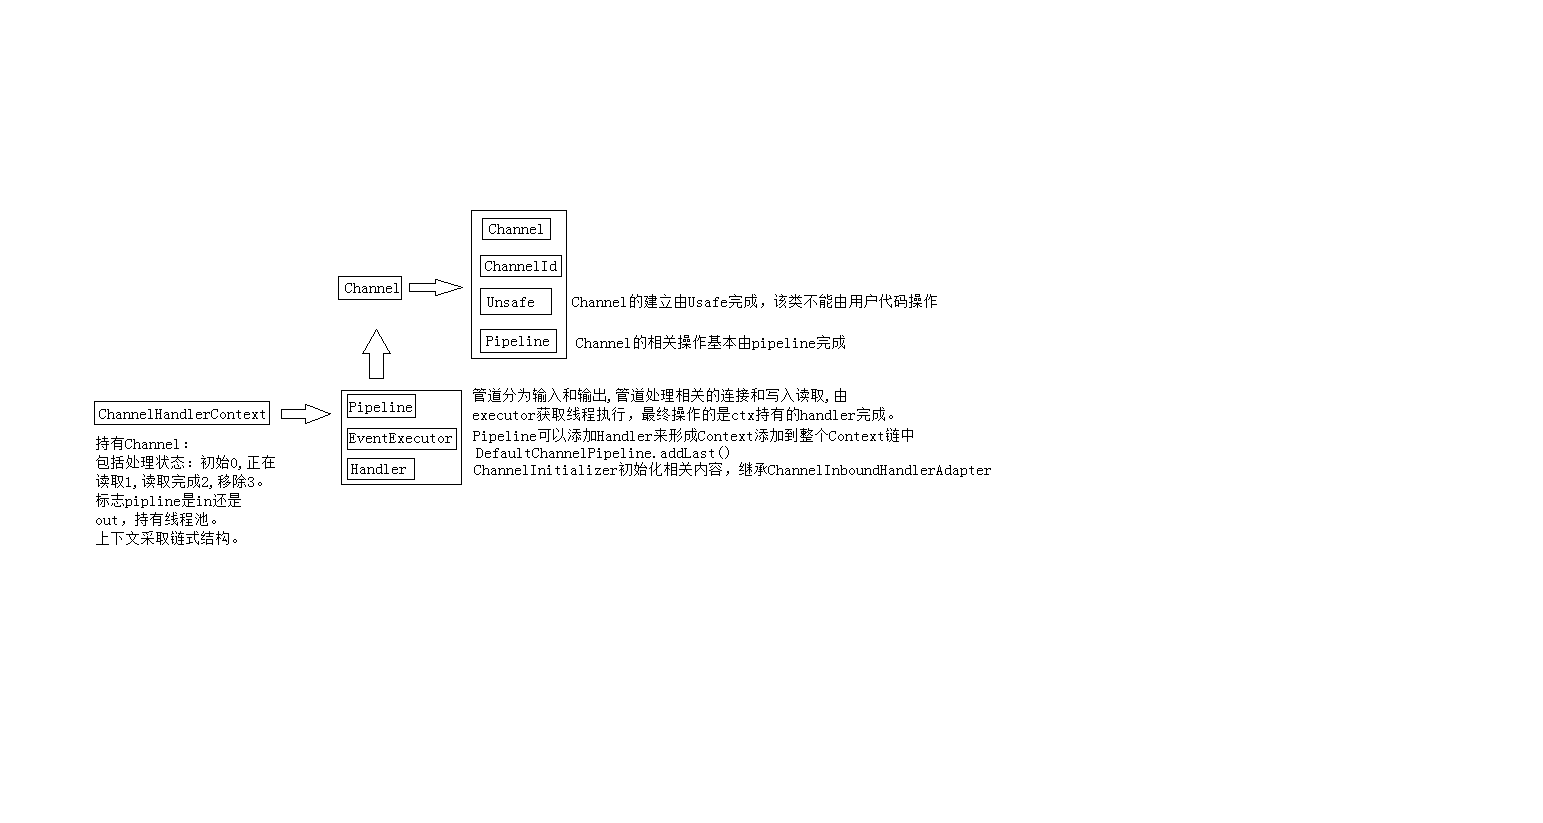 Channel
ChannelId
Channel
Unsafe
Channel的建立由Usafe完成，该类不能由用户代码操作
Pipeline
Channel的相关操作基本由pipeline完成
ChannelHandlerContext
Pipeline
EventExecutor
Handler
管道分为输入和输出,管道处理相关的连接和写入读取,由
executor获取线程执行，最终操作的是ctx持有的handler完成。
Pipeline可以添加Handler来形成Context添加到整个Context链中
DefaultChannelPipeline.addLast()
ChannelInitializer初始化相关内容，继承ChannelInboundHandlerAdapter
持有Channel：
包括处理状态：初始0,正在
读取1,读取完成2,移除3。
标志pipline是in还是
out，持有线程池。
上下文采取链式结构。